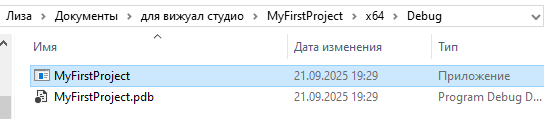 Лиза > Документы > для вижуал студио > MyFirstProject > x64 > Debug
Имя Дата изменения Тип
MyFirstProject 21.09.2025 19:29 Приложение
MyFirstProject.pdb 21.09.2025 19:29 Program Debug D...